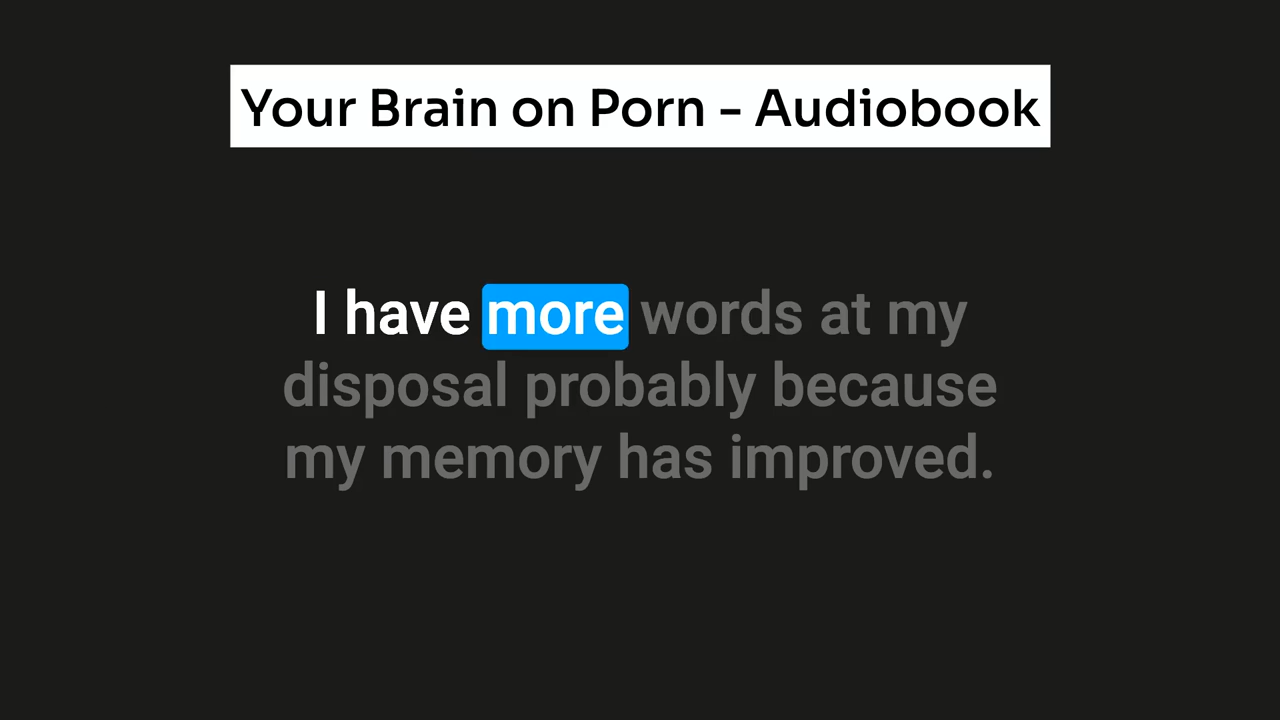 Your Brain on Porn - Audiobook
I have more words at my
disposal probably because
my memory has improved.